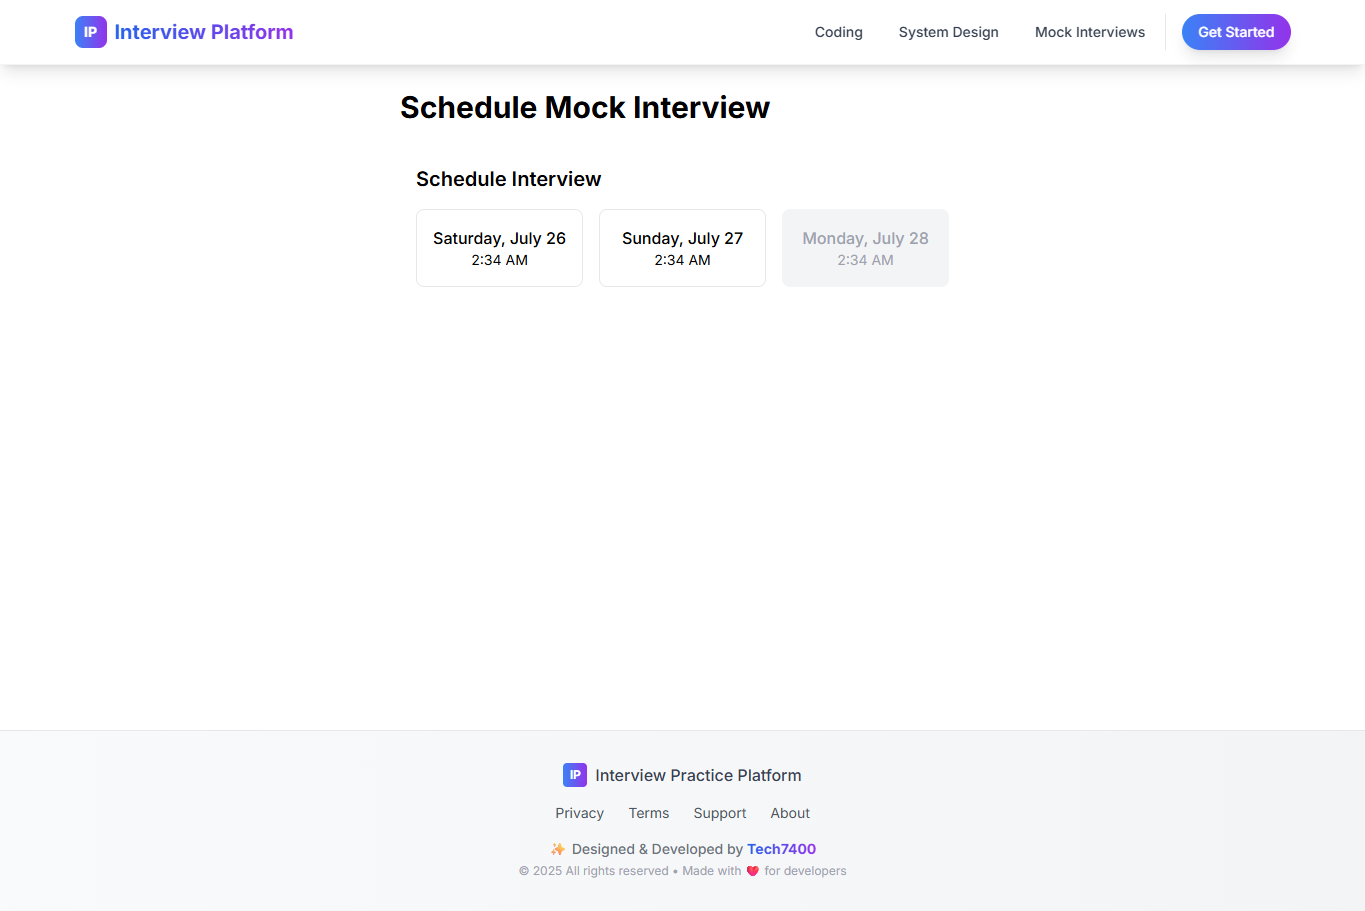 IP Interview Platform
Coding System Design Mock Interviews Get Started
Schedule Mock Interview
Schedule Interview
Saturday, July 26 Sunday, July 27 Monday, July 28
2:34 AM 2:34 AM 2:34 AM
IP Interview Practice Platform
Privacy Terms Support About
✨ Designed & Developed by Tech7400
© 2025 All rights reserved • Made with ❤️ for developers